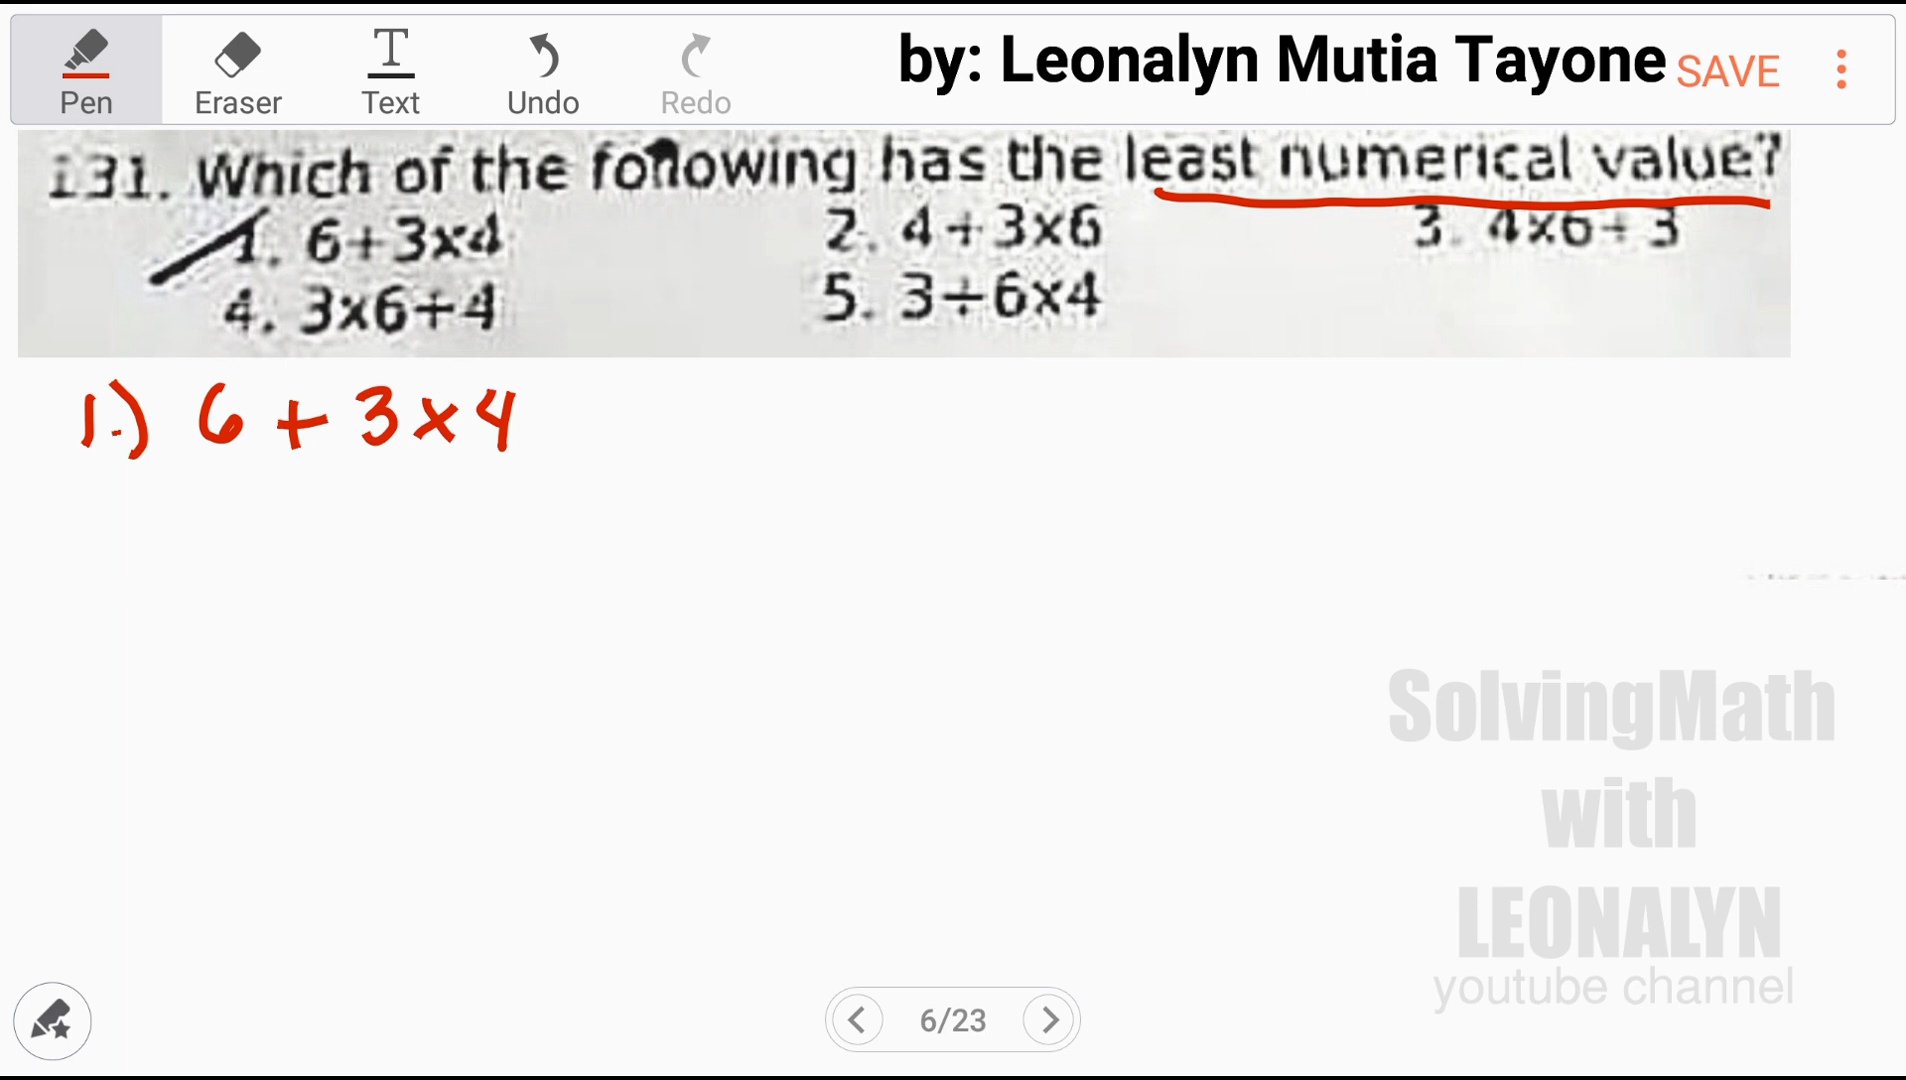 by: Leonalyn Mutia Tayone
SAVE
Pen Eraser Text Undo Redo
131. Which of the following has the least numerical value?
1. 6+3x4 2. 4+3x6 3. 4x6÷3
4. 3x6+4 5. 3÷6x4
1.) 6 + 3 x 4
SolvingMath
with
LEONALYN
youtube channel
6/23